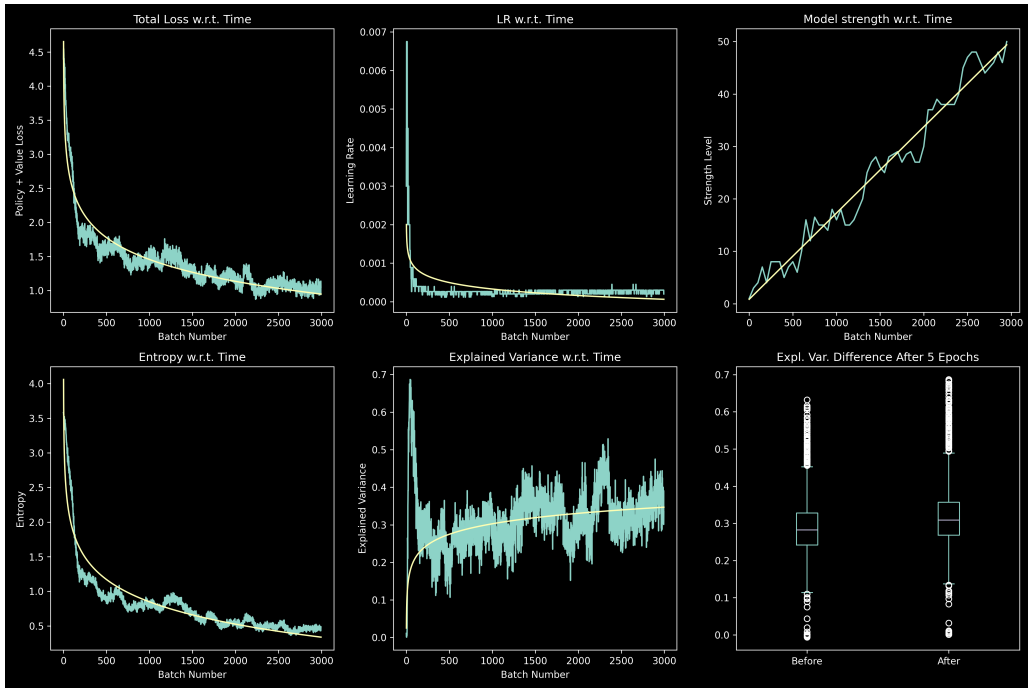 Total Loss w.r.t. Time
4.5
4.0
3.5
3.0
2.5
2.0
1.5
1.0
Policy + Value Loss
0 500 1000 1500 2000 2500 3000
Batch Number
LR w.r.t. Time
0.007
0.006
0.005
0.004
0.003
0.002
0.001
0.000
Learning Rate
0 500 1000 1500 2000 2500 3000
Batch Number
Model strength w.r.t. Time
50
40
30
20
10
0
Strength Level
0 500 1000 1500 2000 2500 3000
Batch Number
Entropy w.r.t. Time
4.0
3.5
3.0
2.5
2.0
1.5
1.0
0.5
Entropy
0 500 1000 1500 2000 2500 3000
Batch Number
Explained Variance w.r.t. Time
0.7
0.6
0.5
0.4
0.3
0.2
0.1
0.0
Explained Variance
0 500 1000 1500 2000 2500 3000
Batch Number
Expl. Var. Difference After 5 Epochs
0.7
0.6
0.5
0.4
0.3
0.2
0.1
0.0
Before After